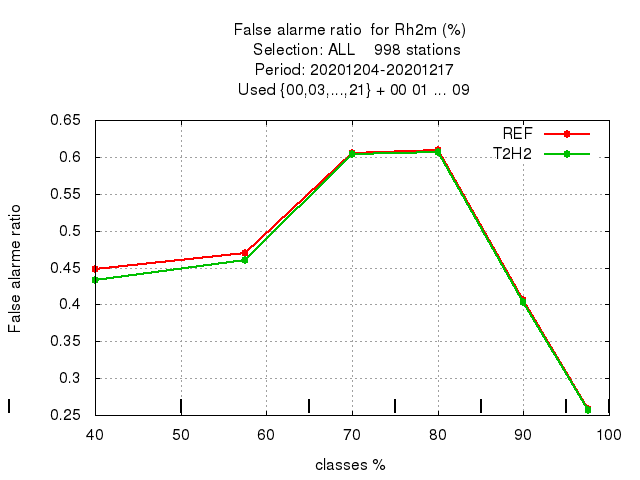 False alarme ratio  for Rh2m (%)
Selection: ALL    998 stations
Period: 20201204-20201217
Used {00,03,...,21} + 00 01 ... 09
REF
T2H2
False alarme ratio
0.65
0.6
0.55
0.5
0.45
0.4
0.35
0.3
0.25
40 50 60 70 80 90 100
classes %